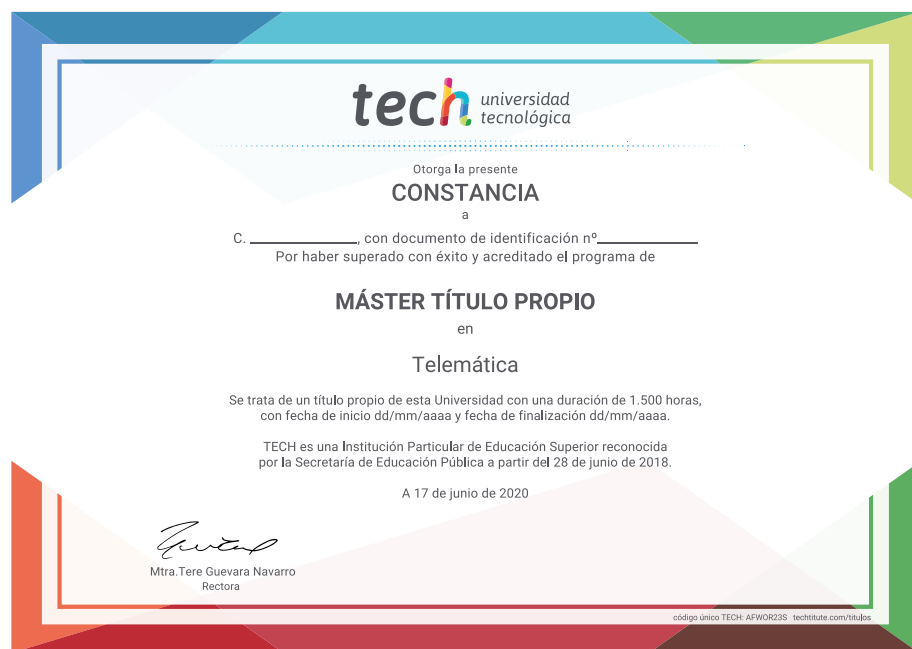 tech universidad
tecnológica
Otorga la presente
CONSTANCIA
a
C. ______________, con documento de identificación nº_____________
Por haber superado con éxito y acreditado el programa de
MÁSTER TÍTULO PROPIO
en
Telemática
Se trata de un título propio de esta Universidad con una duración de 1.500 horas,
con fecha de inicio dd/mm/aaaa y fecha de finalización dd/mm/aaaa.
TECH es una Institución Particular de Educación Superior reconocida
por la Secretaría de Educación Pública a partir del 28 de junio de 2018.
A 17 de junio de 2020
Mtra.Tere Guevara Navarro
Rectora
código único TECH: AFWOR23S techtitute.com/titulos